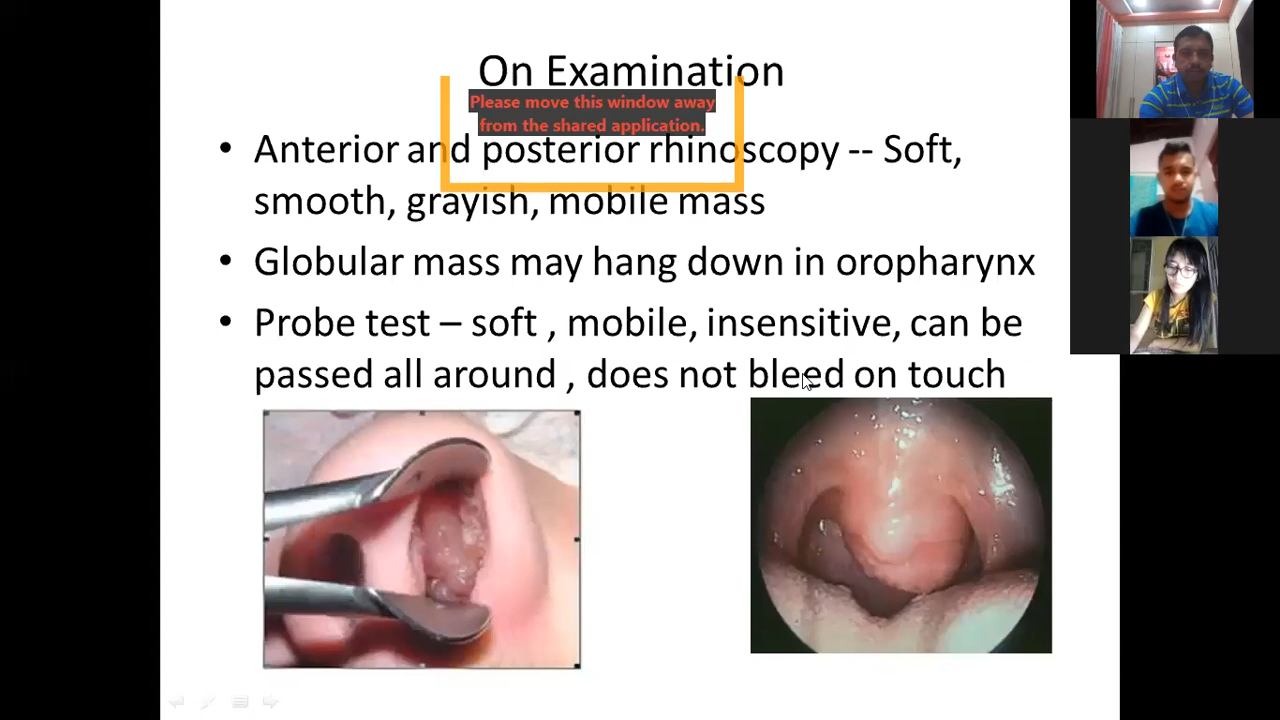 On Examination
Please move this window away
from the shared application.
• Anterior and posterior rhinoscopy -- Soft,
smooth, grayish, mobile mass
• Globular mass may hang down in oropharynx
• Probe test – soft , mobile, insensitive, can be
passed all around , does not bleed on touch